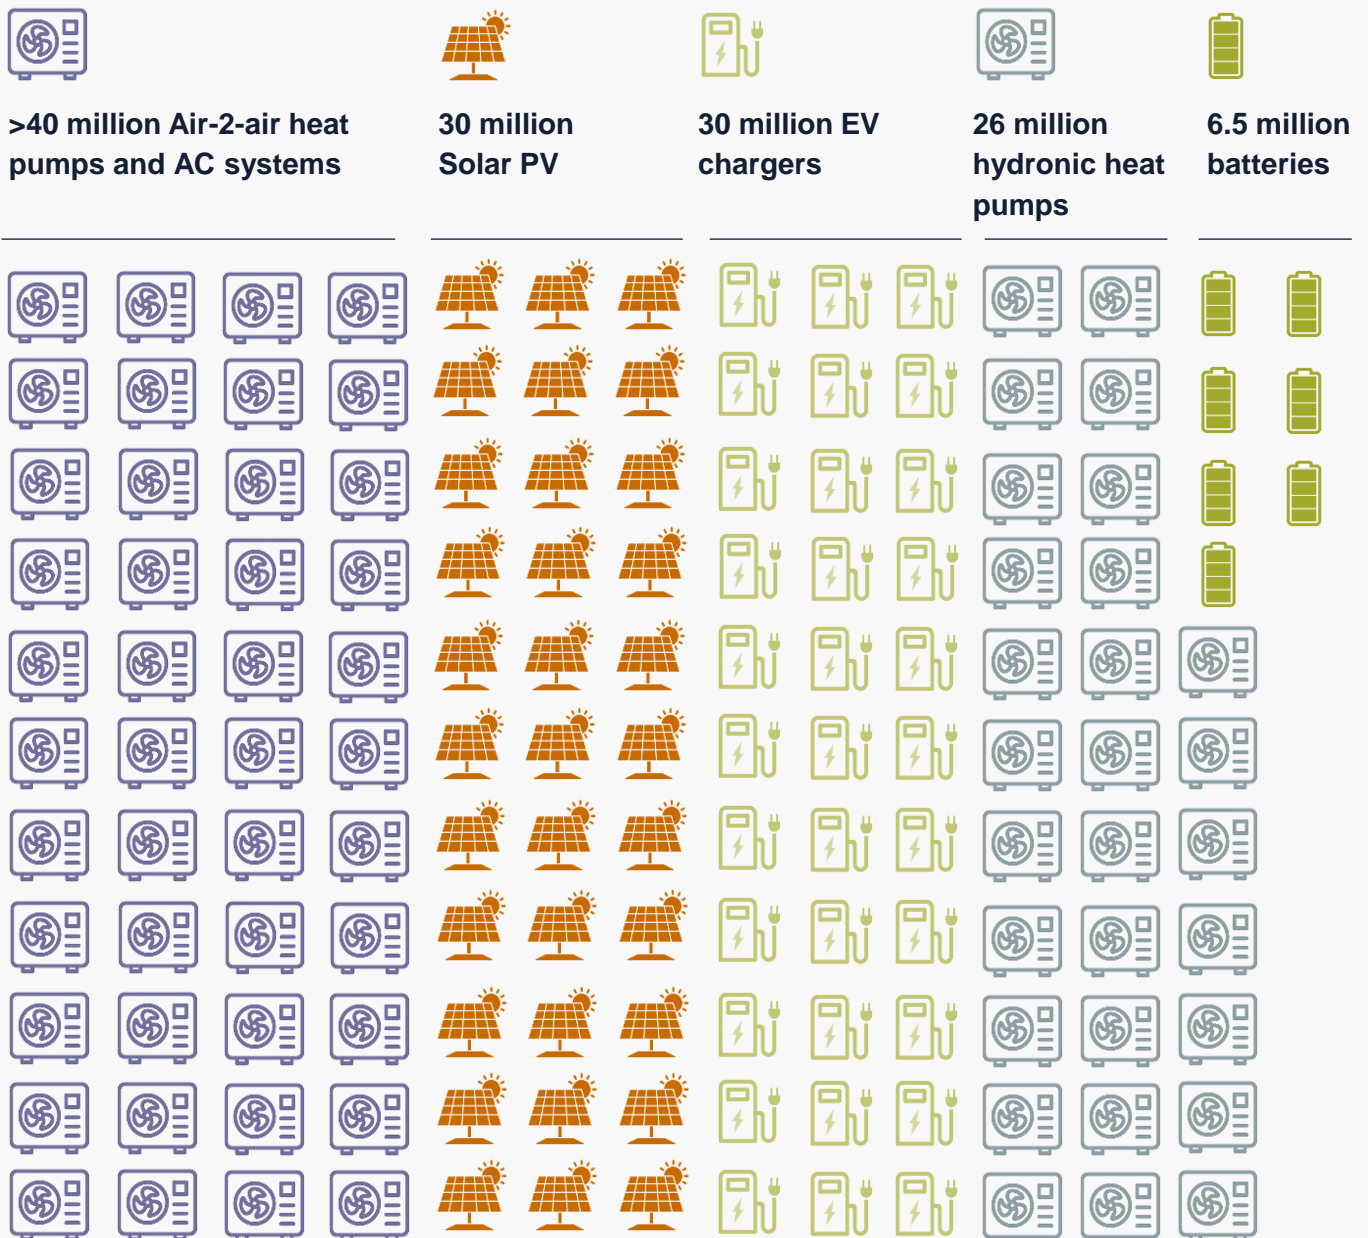 >40 million Air-2-air heat
pumps and AC systems
30 million
Solar PV
30 million EV
chargers
26 million
hydronic heat
pumps
6.5 million
batteries